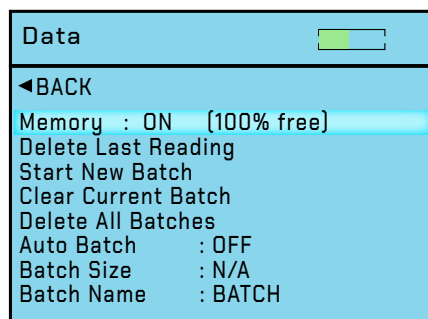 Data
◄BACK
Memory : ON (100% free)
Delete Last Reading
Start New Batch
Clear Current Batch
Delete All Batches
Auto Batch : OFF
Batch Size : N/A
Batch Name : BATCH